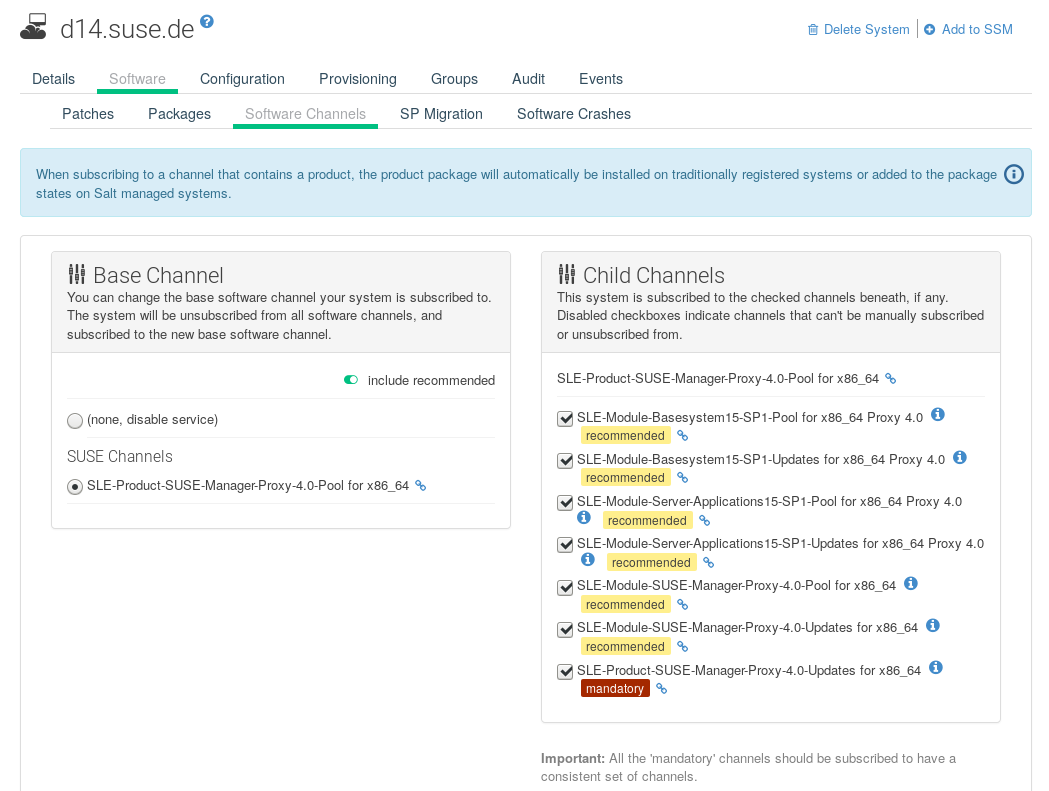 d14.suse.de
Delete System
Add to SSM
Details
Software
Configuration
Provisioning
Groups
Audit
Events
Patches
Packages
Software Channels
SP Migration
Software Crashes
When subscribing to a channel that contains a product, the product package will automatically be installed on traditionally registered systems or added to the package
states on Salt managed systems.
Base Channel
You can change the base software channel your system is subscribed to.
The system will be unsubscribed from all software channels, and
subscribed to the new base software channel.
include recommended
(none, disable service)
SUSE Channels
SLE-Product-SUSE-Manager-Proxy-4.0-Pool for x86_64
Child Channels
This system is subscribed to the checked channels beneath, if any.
Disabled checkboxes indicate channels that can't be manually subscribed
or unsubscribed from.
SLE-Product-SUSE-Manager-Proxy-4.0-Pool for x86_64
SLE-Module-Basesystem15-SP1-Pool for x86_64 Proxy 4.0
recommended
SLE-Module-Basesystem15-SP1-Updates for x86_64 Proxy 4.0
recommended
SLE-Module-Server-Applications15-SP1-Pool for x86_64 Proxy 4.0
recommended
SLE-Module-Server-Applications15-SP1-Updates for x86_64 Proxy 4.0
recommended
SLE-Module-SUSE-Manager-Proxy-4.0-Pool for x86_64
recommended
SLE-Module-SUSE-Manager-Proxy-4.0-Updates for x86_64
recommended
SLE-Product-SUSE-Manager-Proxy-4.0-Updates for x86_64
mandatory
Important: All the 'mandatory' channels should be subscribed to have a
consistent set of channels.